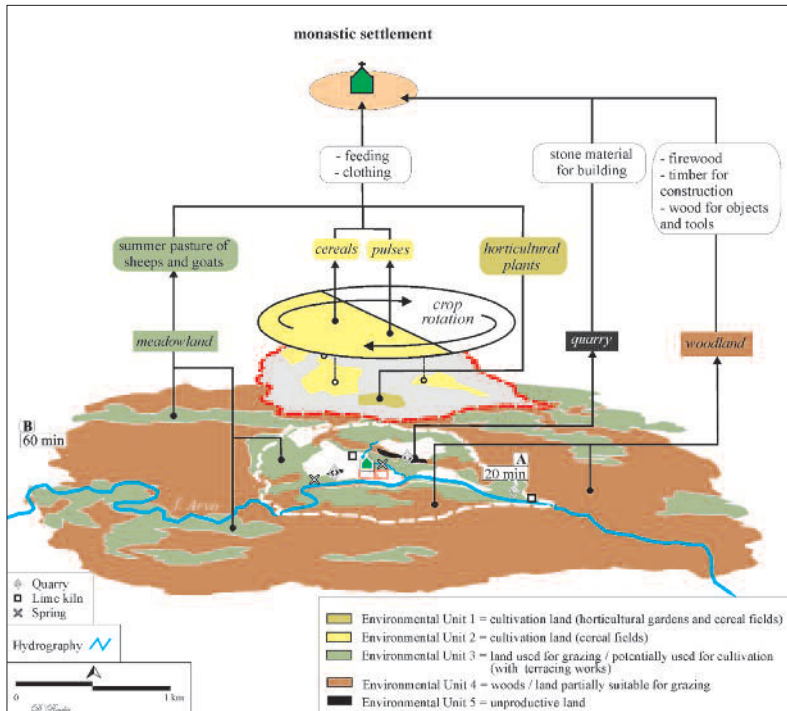 monastic settlement
- feeding
- clothing
stone material
for building
- firewood
- timber for
construction
- wood for objects
and tools
summer pasture of
sheeps and goats
cereals
pulses
horticultural
plants
crop
rotation
meadowland
quarry
woodland
B
60 min
A
20 min
f. Arvo
Quarry
Lime kiln
Spring
Hydrography
0
1 km
Environmental Unit 1 = cultivation land (horticultural gardens and cereal fields)
Environmental Unit 2 = cultivation land (cereal fields)
Environmental Unit 3 = land used for grazing / potentially used for cultivation
(with terracing works)
Environmental Unit 4 = woods / land partially suitable for grazing
Environmental Unit 5 = unproductive land